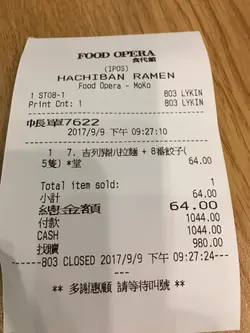 FOOD OPERA
食代館
(IPOS)
HACHIBAN RAMEN
Food Opera - MoKo
1 ST08-1 803 LYKIN
Print Cnt: 1 803 LYKIN
帳單7622
2017/9/9 下午 09:27:10
1 7、吉列豬扒拉麵 + 8番餃子(
5隻) *堂 64.00
Total item sold: 1
小計 64.00
總金額 64.00
付款 1044.00
CASH 1044.00
找贖 980.00
---803 CLOSED 2017/9/9 下午 09:27:24---
** 多謝惠顧 請等待叫號 **